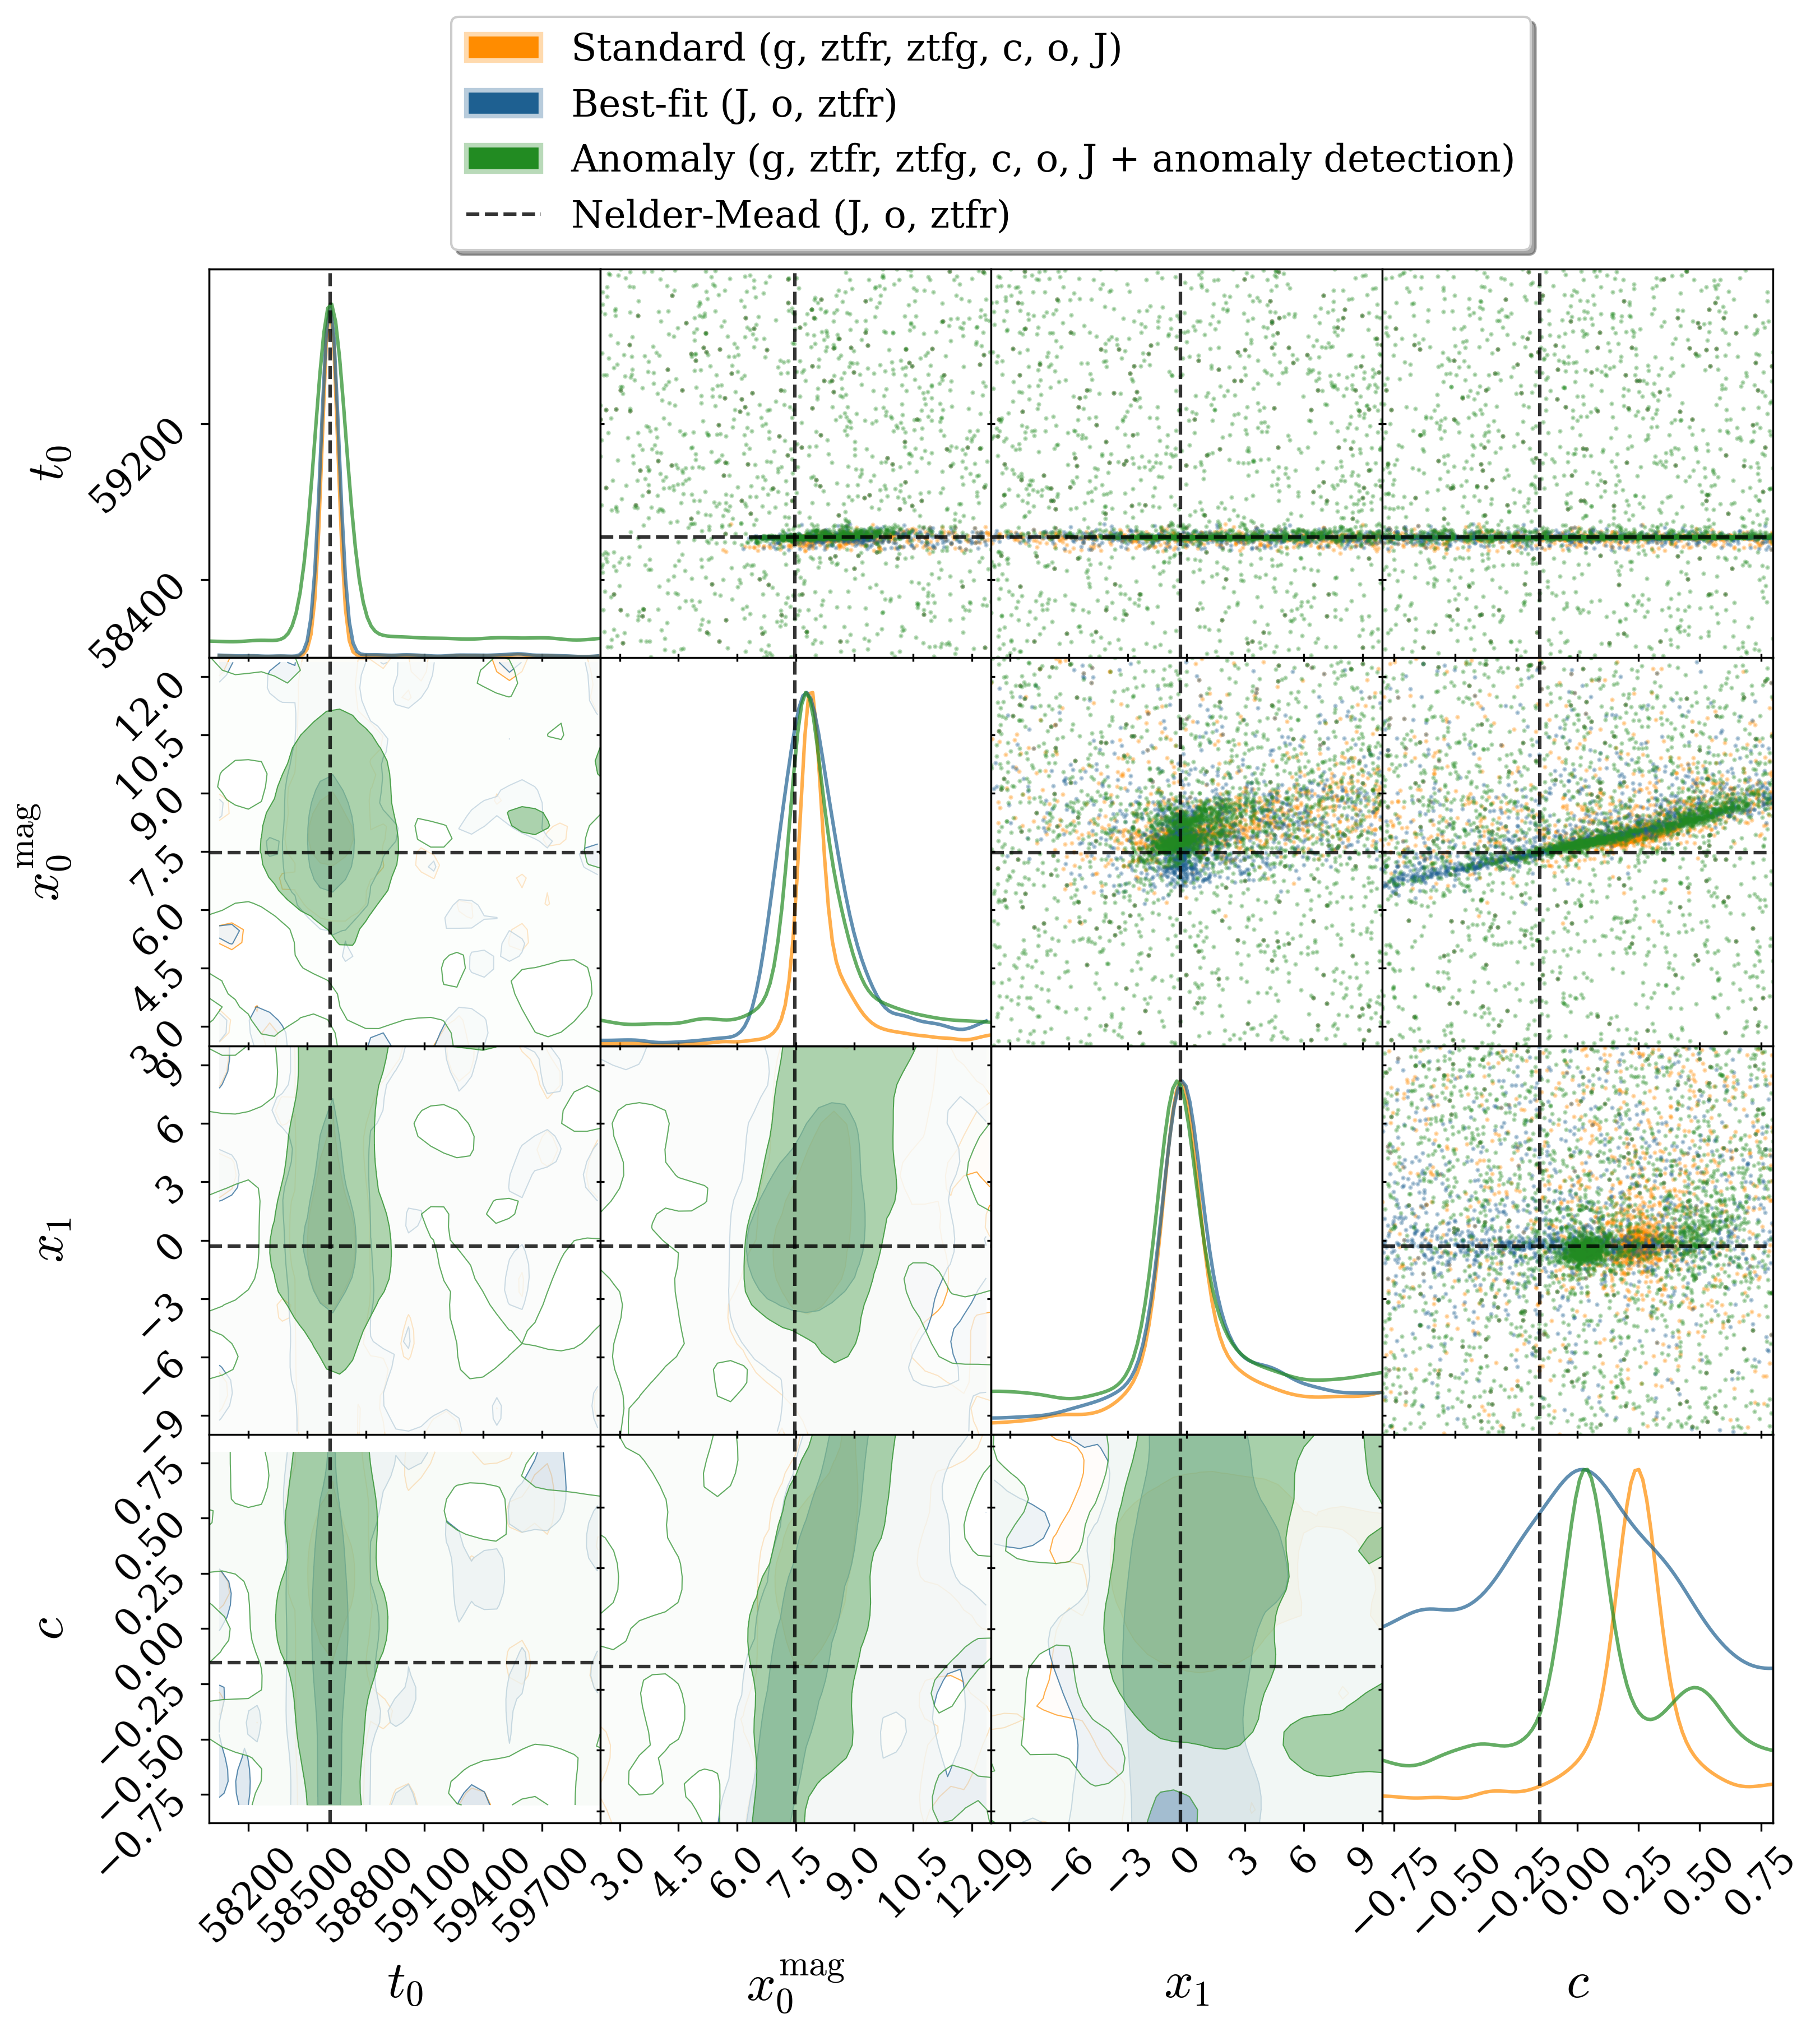 Standard (g, ztfr, ztfg, c, o, J)
Best-fit (J, o, ztfr)
Anomaly (g, ztfr, ztfg, c, o, J + anomaly detection)
Nelder-Mead (J, o, ztfr)
t₀
59200
58400
x₀^mag
12.0
10.5
9.0
7.5
6.0
4.5
3.0
x₁
9
6
3
0
−3
−6
−9
c
0.75
0.50
0.25
0.00
−0.25
−0.50
−0.75
58200 58500 58800 59100 59400 59700 3.0 4.5 6.0 7.5 9.0 10.5 12.0 −9 −6 −3 0 3 6 9 −0.75 −0.50 −0.25 0.00 0.25 0.50 0.75
t₀ x₀^mag x₁ c